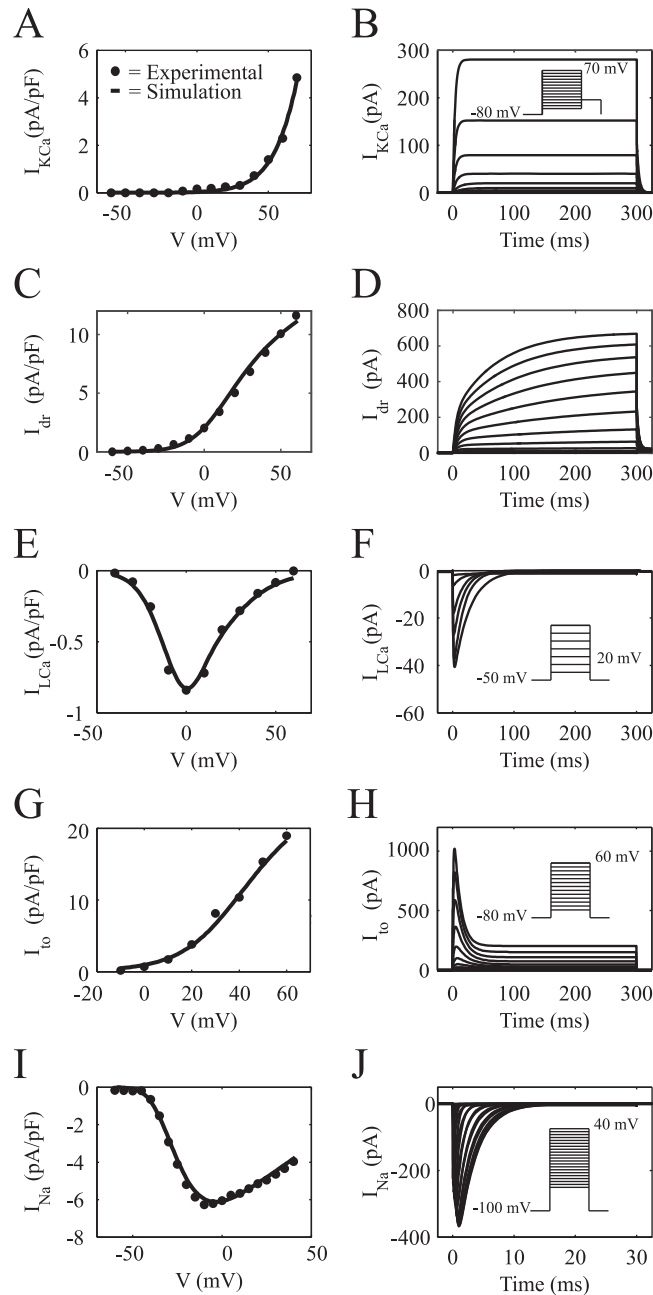 A
6
4
2
0
I_KCa (pA/pF)
● = Experimental
- = Simulation
-50 0 50
V (mV)
B
300
200
100
0
I_KCa (pA)
70 mV
-80 mV
0 100 200 300
Time (ms)
C
10
5
0
I_dr (pA/pF)
-50 0 50
V (mV)
D
800
600
400
200
0
I_dr (pA)
0 100 200 300
Time (ms)
E
0
-0.5
-1
I_LCa (pA/pF)
-50 0 50
V (mV)
F
0
-20
-40
-60
I_LCa (pA)
20 mV
-50 mV
0 100 200 300
Time (ms)
G
20
10
0
I_to (pA/pF)
-20 0 20 40 60
V (mV)
H
1000
500
0
I_to (pA)
60 mV
-80 mV
0 100 200 300
Time (ms)
I
0
-2
-4
-6
-8
I_Na (pA/pF)
-50 0 50
V (mV)
J
0
-200
-400
I_Na (pA)
40 mV
-100 mV
0 10 20 30
Time (ms)